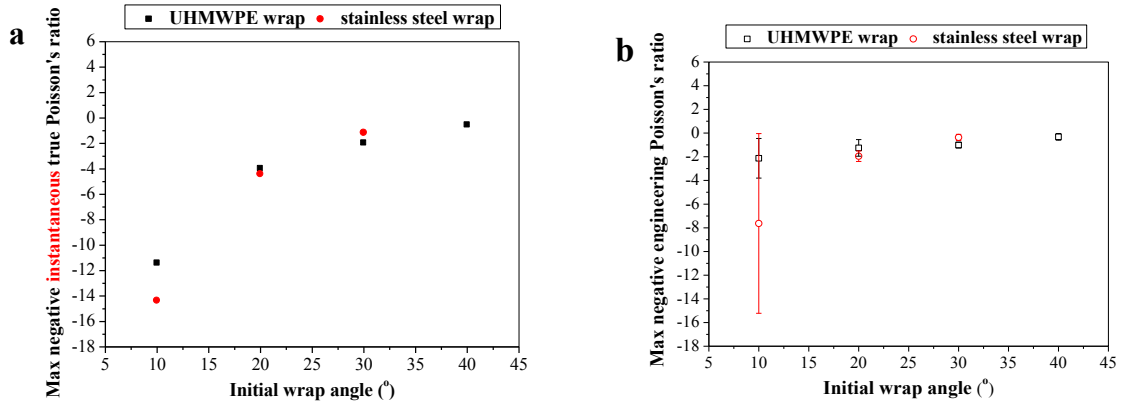 a
UHMWPE wrap stainless steel wrap
Max negative instantaneous true Poisson's ratio
6
4
2
0
-2
-4
-6
-8
-10
-12
-14
-16
-18
5 10 15 20 25 30 35 40 45
Initial wrap angle (o)
b
UHMWPE wrap stainless steel wrap
Max negative engineering Poisson's ratio
6
4
2
0
-2
-4
-6
-8
-10
-12
-14
-16
-18
5 10 15 20 25 30 35 40 45
Initial wrap angle (o)